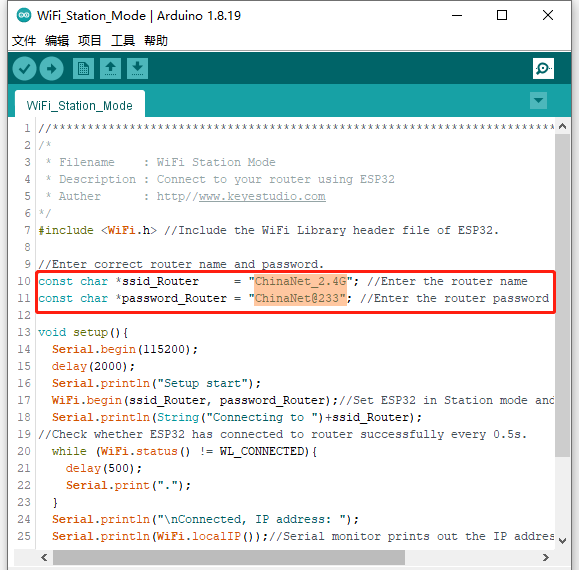 WiFi_Station_Mode | Arduino 1.8.19
文件 编辑 项目 工具 帮助
WiFi_Station_Mode
1 //************************************************************************
2 /*
3  * Filename    : WiFi Station Mode
4  * Description : Connect to your router using ESP32
5  * Auther      : http//www.keyestudio.com
6 */
7 #include <WiFi.h> //Include the WiFi Library header file of ESP32.
8
9 //Enter correct router name and password.
10 const char *ssid_Router     = "ChinaNet_2.4G"; //Enter the router name
11 const char *password_Router = "ChinaNet@233"; //Enter the router password
12
13 void setup(){
14   Serial.begin(115200);
15   delay(2000);
16   Serial.println("Setup start");
17   WiFi.begin(ssid_Router, password_Router);//Set ESP32 in Station mode and
18   Serial.println(String("Connecting to ")+ssid_Router);
19 //Check whether ESP32 has connected to router successfully every 0.5s.
20   while (WiFi.status() != WL_CONNECTED){
21     delay(500);
22     Serial.print(".");
23   }
24   Serial.println("\nConnected, IP address: ");
25   Serial.println(WiFi.localIP());//Serial monitor prints out the IP addres